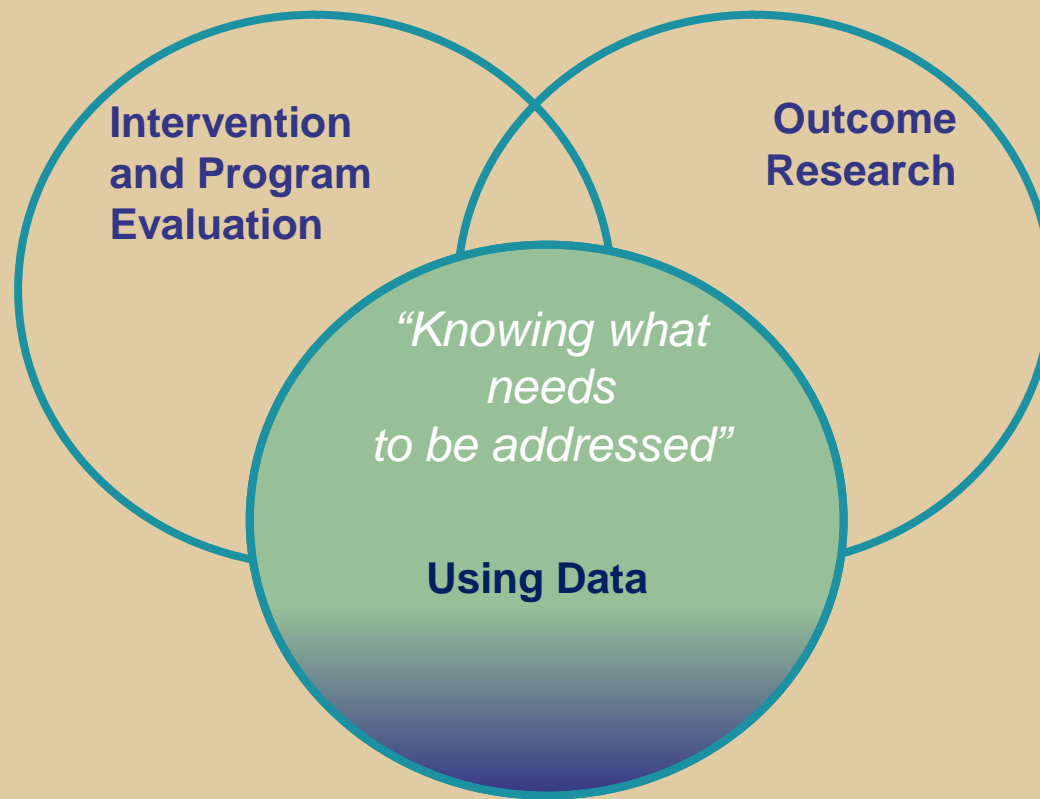 Intervention
and Program
Evaluation
Outcome
Research
“Knowing what
needs
to be addressed”
Using Data